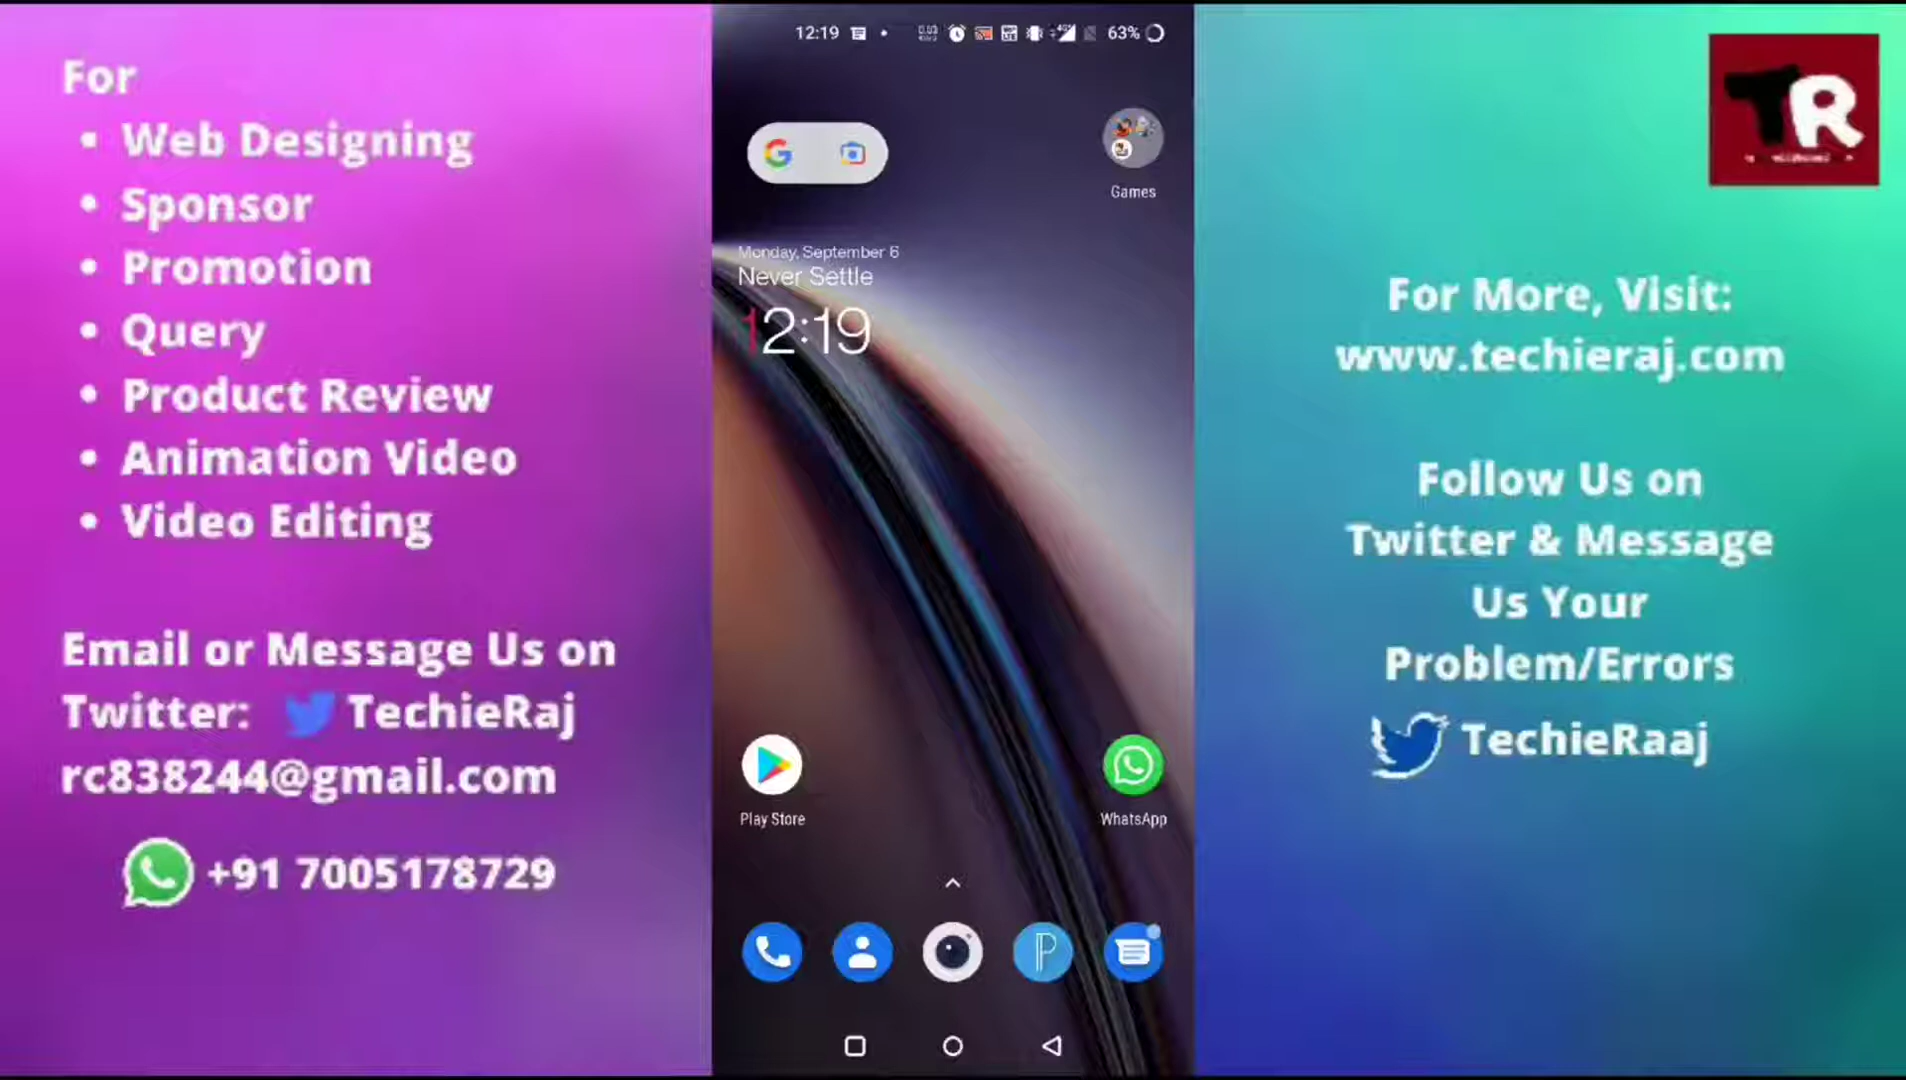 For
• Web Designing
• Sponsor
• Promotion
• Query
• Product Review
• Animation Video
• Video Editing
Email or Message Us on
Twitter: TechieRaj
rc838244@gmail.com
+91 7005178729
12:19
63%
Games
Monday, September 6
Never Settle
12:19
Play Store
WhatsApp
TR
For More, Visit:
www.techieraj.com
Follow Us on
Twitter & Message
Us Your
Problem/Errors
TechieRaaj